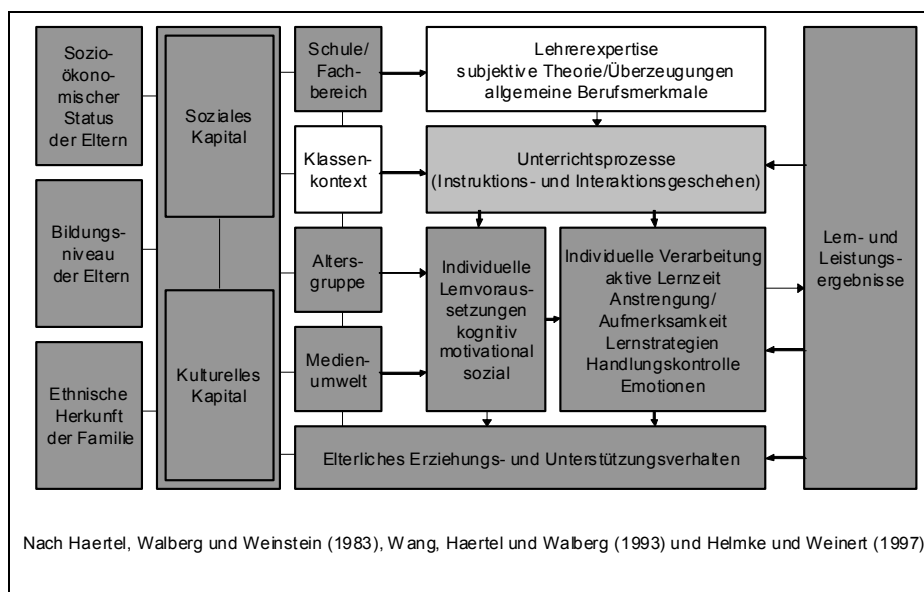 Sozio-
ökono-
mischer
Status
der Eltern
Bildungs-
niveau
der Eltern
Ethnische
Herkunft
der Familie
Soziales
Kapital
Kulturelles
Kapital
Schule/
Fach-
bereich
Klassen-
kontext
Alters-
gruppe
Medien-
umwelt
Lehrerexpertise
subjektive Theorie/Überzeugungen
allgemeine Berufsmerkmale
Unterrichtsprozesse
(Instruktions- und Interaktionsgeschehen)
Individuelle
Lernvoraus-
setzungen
kognitiv
motivational
sozial
Individuelle Verarbeitung
aktive Lernzeit
Anstrengung/
Aufmerksamkeit
Lernstrategien
Handlungskontrolle
Emotionen
Elterliches Erziehungs- und Unterstützungsverhalten
Lern- und
Leistungs-
ergebnisse
Nach Haertel, Walberg und Weinstein (1983), Wang, Haertel und Walberg (1993) und Helmke und Weinert (1997)